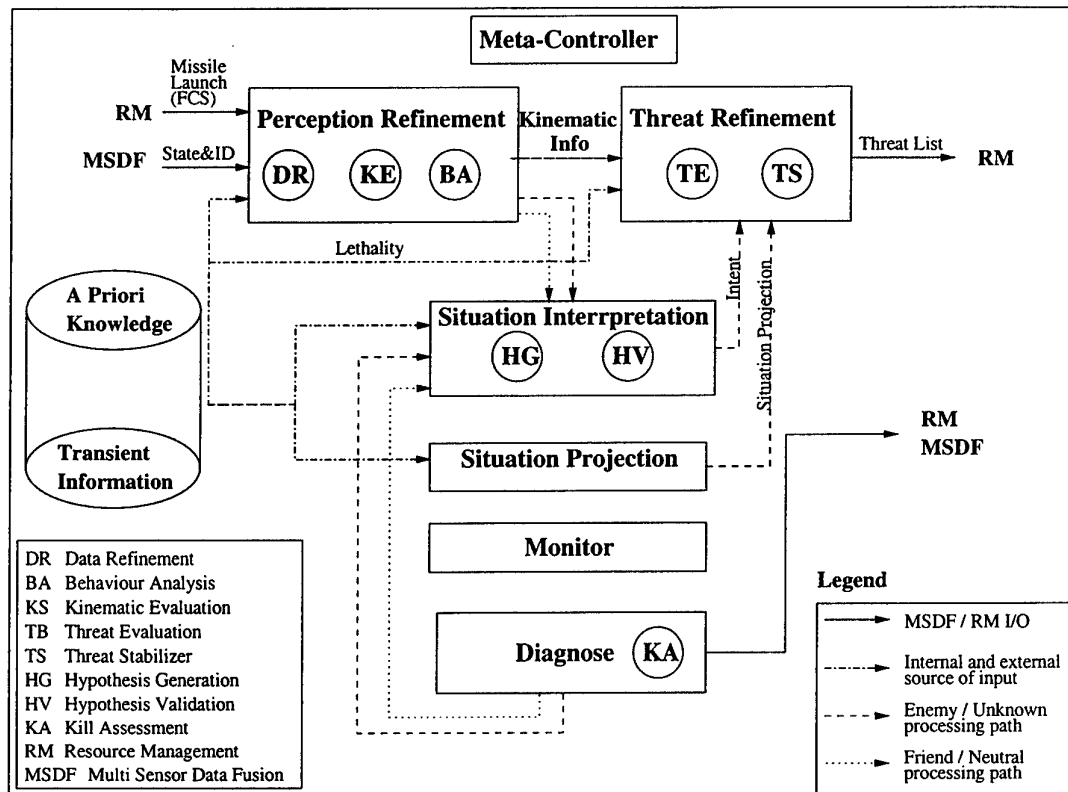 Meta-Controller
Missile
Launch
(FCS)
RM
MSDF
State&ID
Perception Refinement
DR
KE
BA
Kinematic
Info
Threat Refinement
TE
TS
Threat List
RM
Lethality
Intent
Situation Projection
A Priori
Knowledge
Transient
Information
Situation Interrpretation
HG
HV
Situation Projection
RM
MSDF
Monitor
Diagnose
KA
DR Data Refinement
BA Behaviour Analysis
KS Kinematic Evaluation
TB Threat Evaluation
TS Threat Stabilizer
HG Hypothesis Generation
HV Hypothesis Validation
KA Kill Assessment
RM Resource Management
MSDF Multi Sensor Data Fusion
Legend
MSDF / RM I/O
Internal and external
source of input
Enemy / Unknown
processing path
Friend / Neutral
processing path